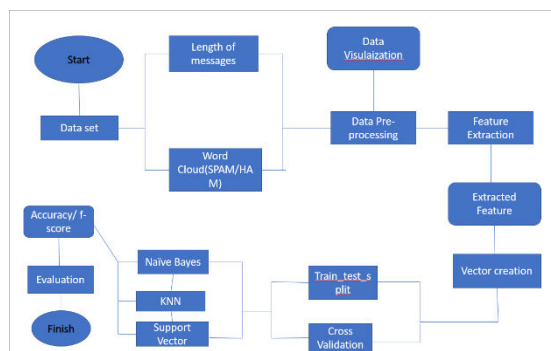 Start
Length of
messages
Data
Visulaization
Data set
Data Pre-
processing
Feature
Extraction
Word
Cloud(SPAM/HA
M)
Extracted
Feature
Accuracy/ f-
score
Naïve Bayes
Train_test_s
plit
Vector creation
Evaluation
KNN
Support
Vector
Cross
Validation
Finish